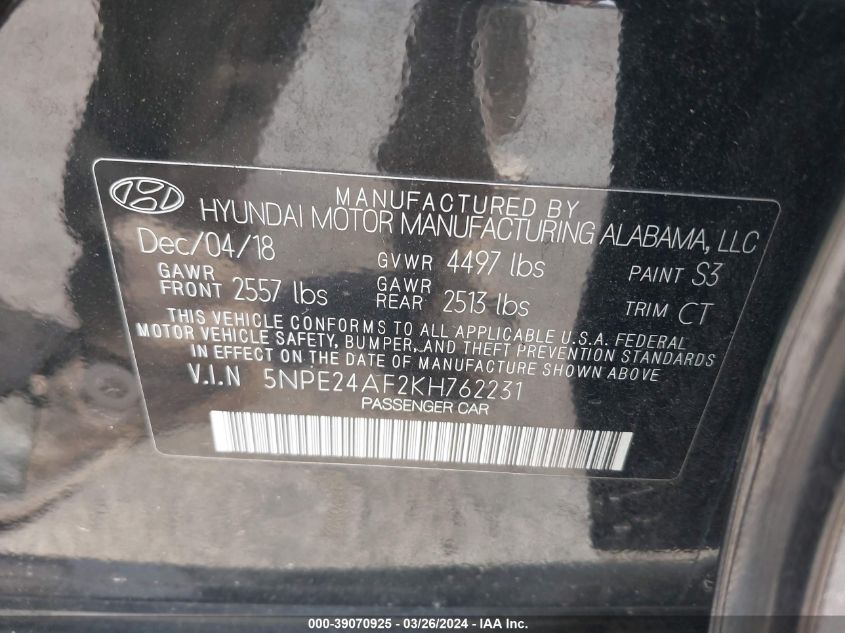 MANUFACTURED BY
HYUNDAI MOTOR MANUFACTURING ALABAMA, LLC
Dec/04/18 GVWR 4497 lbs PAINT S3
GAWR FRONT 2557 lbs GAWR REAR 2513 lbs TRIM CT
THIS VEHICLE CONFORMS TO ALL APPLICABLE U.S.A. FEDERAL
MOTOR VEHICLE SAFETY, BUMPER, AND THEFT PREVENTION STANDARDS
IN EFFECT ON THE DATE OF MANUFACTURE SHOWN ABOVE
V.I.N 5NPE24AF2KH762231
PASSENGER CAR
000-39070925 - 03/26/2024 - IAA Inc.